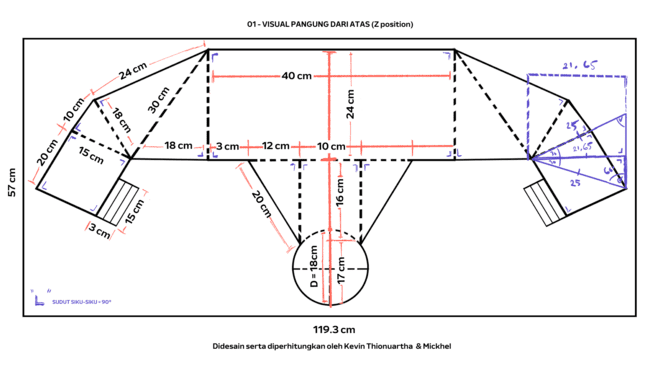 01 - VISUAL PANGUNG DARI ATAS (Z position)
24 cm
21.65
10 cm
18 cm
30 cm
40 cm
24 cm
20 cm
15 cm
18 cm
3 cm
12 cm
10 cm
25
21.65
25
57 cm
20 cm
16 cm
15 cm
3 cm
D = 18cm
17 cm
SUDUT SIKU-SIKU = 90°
119.3 cm
Didesain serta diperhitungkan oleh Kevin Thionuartha & Mickhel